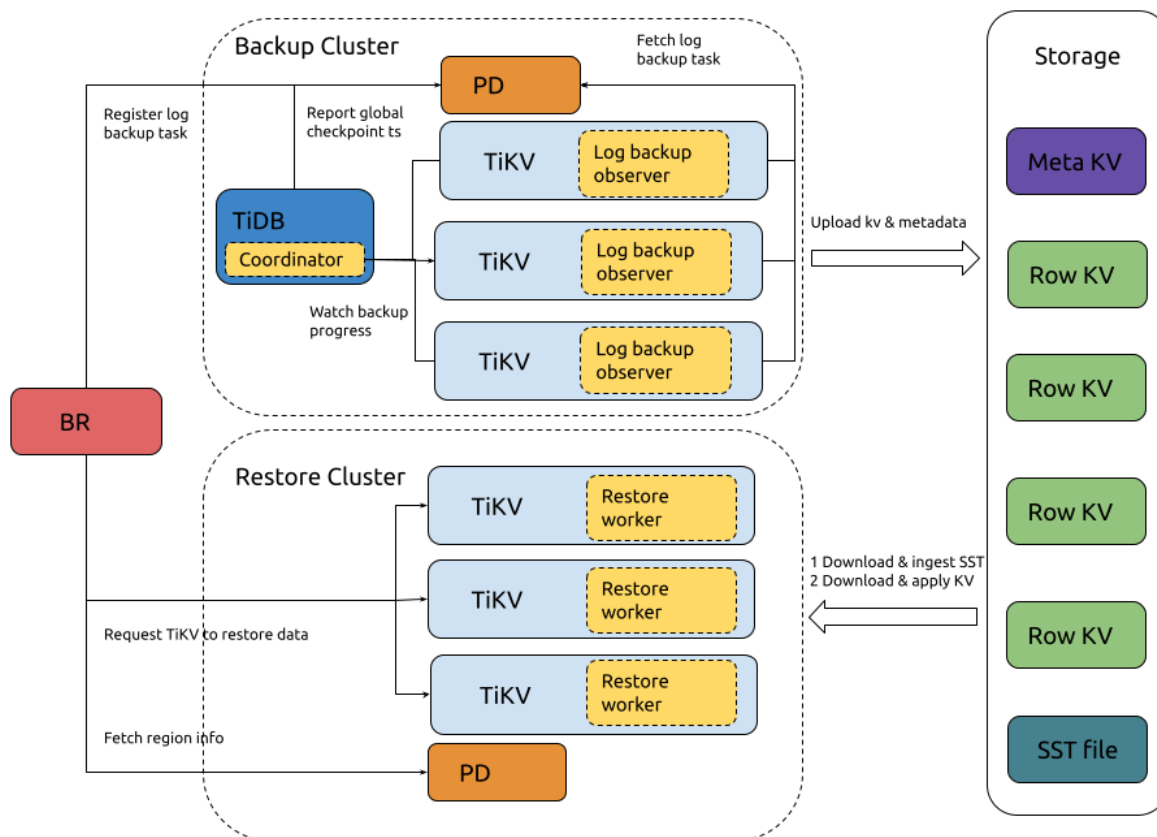 Backup Cluster
Fetch log
backup task
Storage
PD
Register log
backup task
Report global
checkpoint ts
TiKV
Log backup
observer
Meta KV
TiDB
Coordinator
TiKV
Log backup
observer
Upload kv & metadata
Row KV
Watch backup
progress
TiKV
Log backup
observer
Row KV
BR
Restore Cluster
TiKV
Restore
worker
Row KV
TiKV
Restore
worker
1 Download & ingest SST
2 Download & apply KV
Request TiKV to restore data
Row KV
TiKV
Restore
worker
Fetch region info
PD
SST file